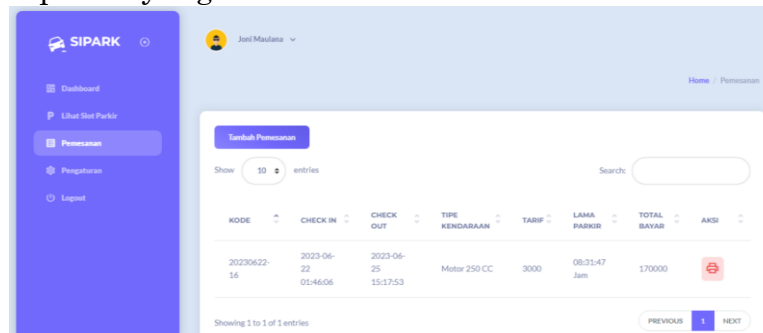 SIPARK
Joni Maulana
Dashboard
Home / Pemesanan
Lihat Slot Parkir
Pemesanan
Pengaturan
Logout
Tambah Pemesanan
Show 10 entries
Search:
KODE CHECK IN CHECK OUT TIPE KENDARAAN TARIF LAMA PARKIR TOTAL BAYAR AKSI
20230622-16 2023-06-22 01:46:06 2023-06-25 15:17:53 Motor 250 CC 3000 08:31:47 Jam 170000
Showing 1 to 1 of 1 entries
PREVIOUS 1 NEXT